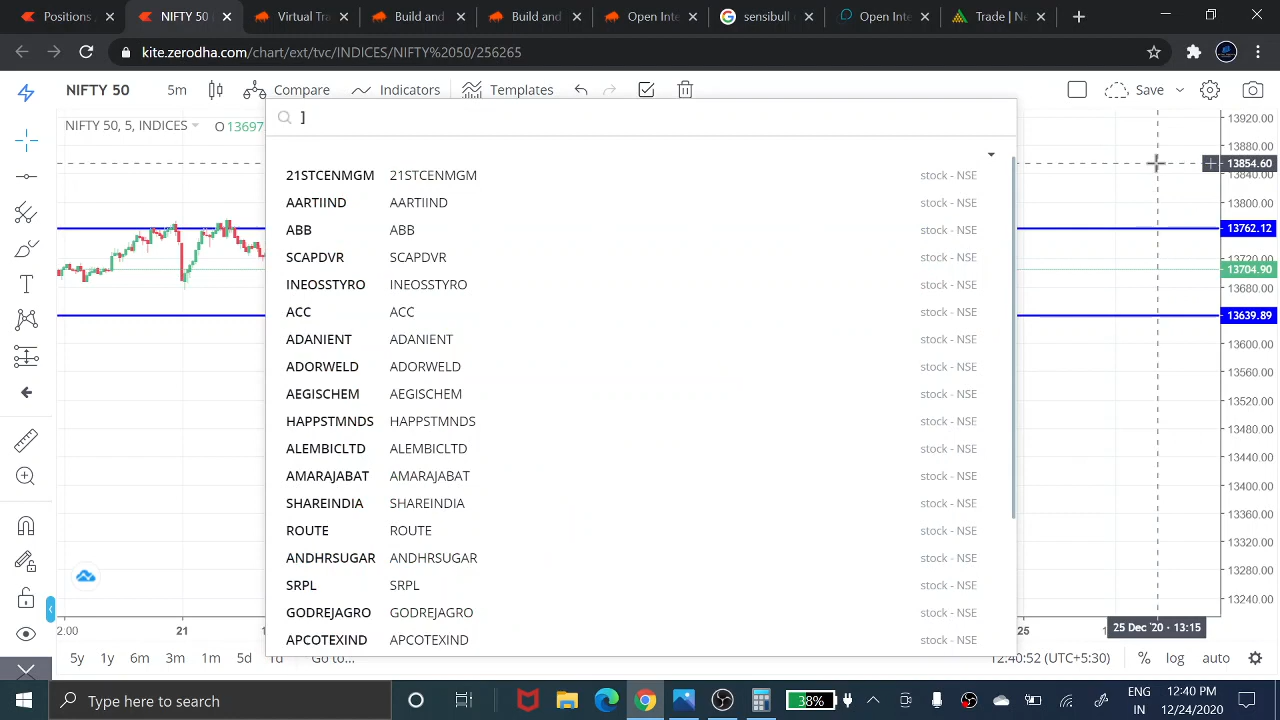 Positions
NIFTY 50
Virtual Tra
Build and
Build and
Open Inte
sensibull
Open Inte
Trade | Ne
kite.zerodha.com/chart/ext/tvc/INDICES/NIFTY%2050/256265
NIFTY 50
5m
Compare
Indicators
Templates
Save
]
NIFTY 50, 5, INDICES
O 13697
21STCENMGM 21STCENMGM stock - NSE
AARTIIND AARTIIND stock - NSE
ABB ABB stock - NSE
SCAPDVR SCAPDVR stock - NSE
INEOSSTYRO INEOSSTYRO stock - NSE
ACC ACC stock - NSE
ADANIENT ADANIENT stock - NSE
ADORWELD ADORWELD stock - NSE
AEGISCHEM AEGISCHEM stock - NSE
HAPPSTMNDS HAPPSTMNDS stock - NSE
ALEMBICLTD ALEMBICLTD stock - NSE
AMARAJABAT AMARAJABAT stock - NSE
SHAREINDIA SHAREINDIA stock - NSE
ROUTE ROUTE stock - NSE
ANDHRSUGAR ANDHRSUGAR stock - NSE
SRPL SRPL stock - NSE
GODREJAGRO GODREJAGRO stock - NSE
APCOTEXIND APCOTEXIND stock - NSE
13920.00
13880.00
13854.60
13840.00
13800.00
13762.12
13720.00
13704.90
13680.00
13639.89
13600.00
13560.00
13520.00
13480.00
13440.00
13400.00
13360.00
13320.00
13280.00
13240.00
2:00
21
25
25 Dec '20 - 13:15
5y
1y
6m
3m
1m
5d
1d
Go to...
12:40:52 (UTC+5:30)
%
log
auto
Type here to search
38%
ENG
IN
12:40 PM
12/24/2020